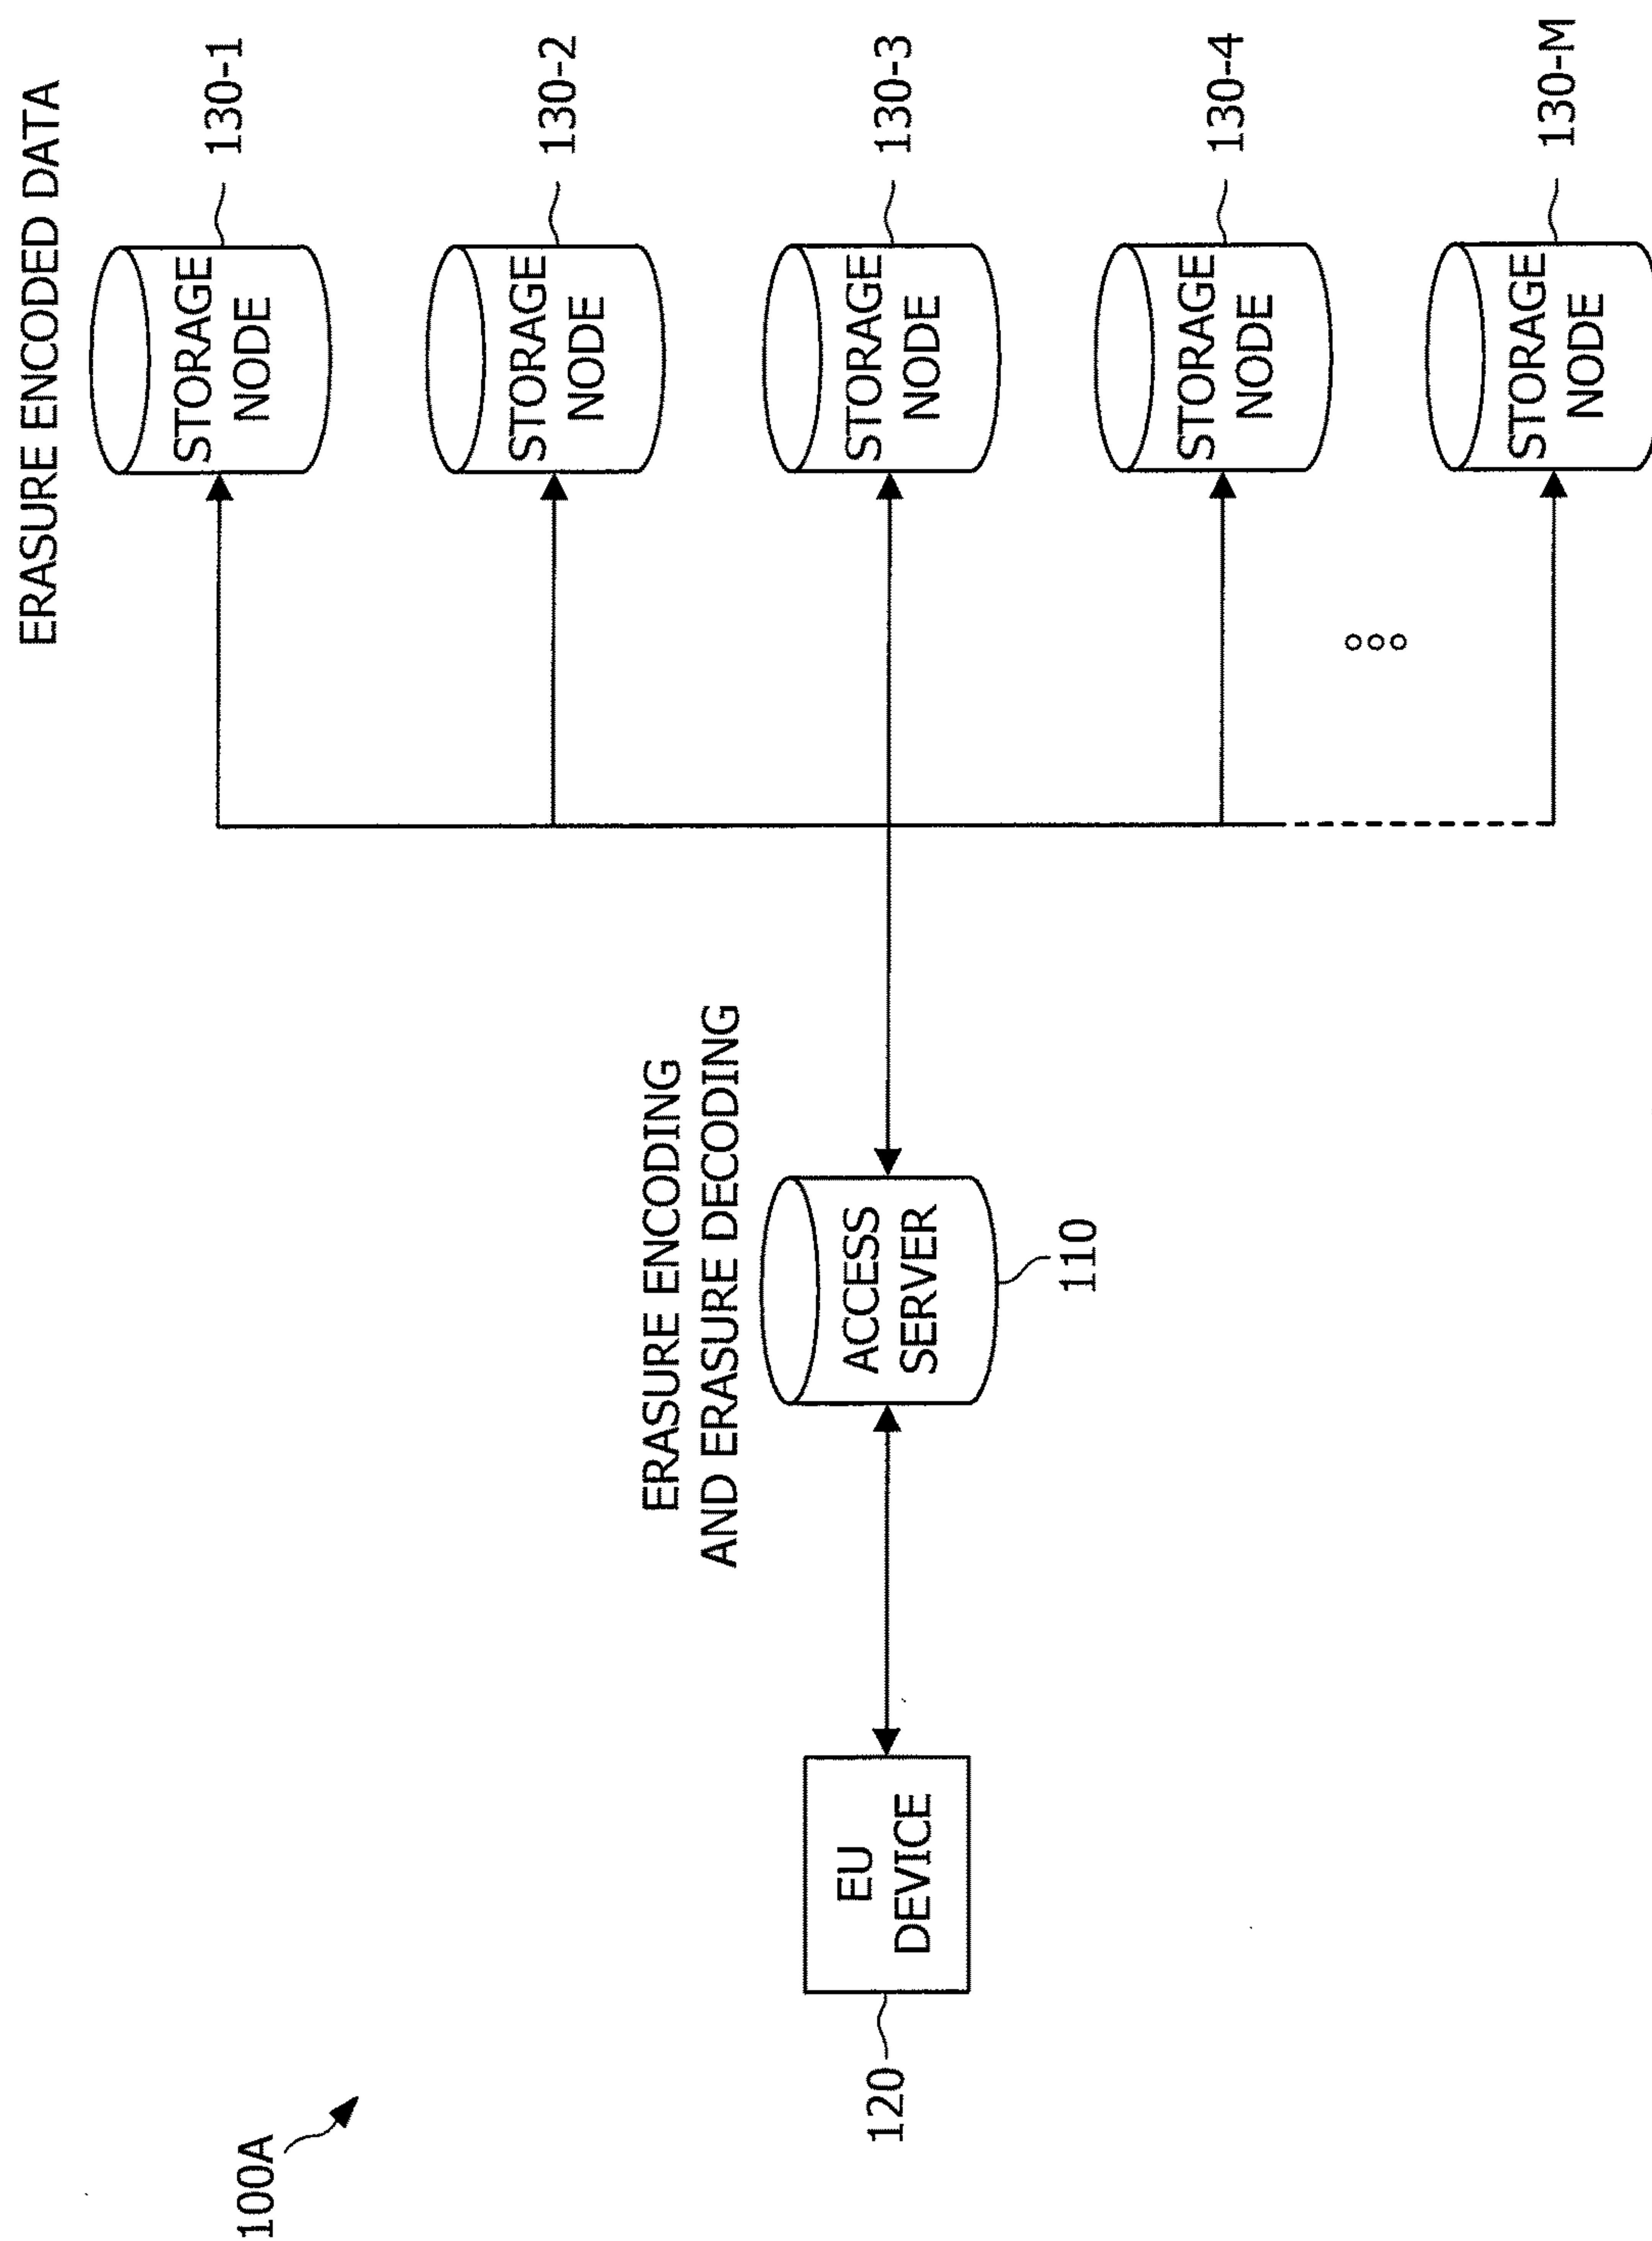 100A
120
EU
DEVICE
ERASURE ENCODING
AND ERASURE DECODING
ACCESS
SERVER
110
ERASURE ENCODED DATA
STORAGE
NODE
130-1
STORAGE
NODE
130-2
STORAGE
NODE
130-3
STORAGE
NODE
130-4
STORAGE
NODE
130-M